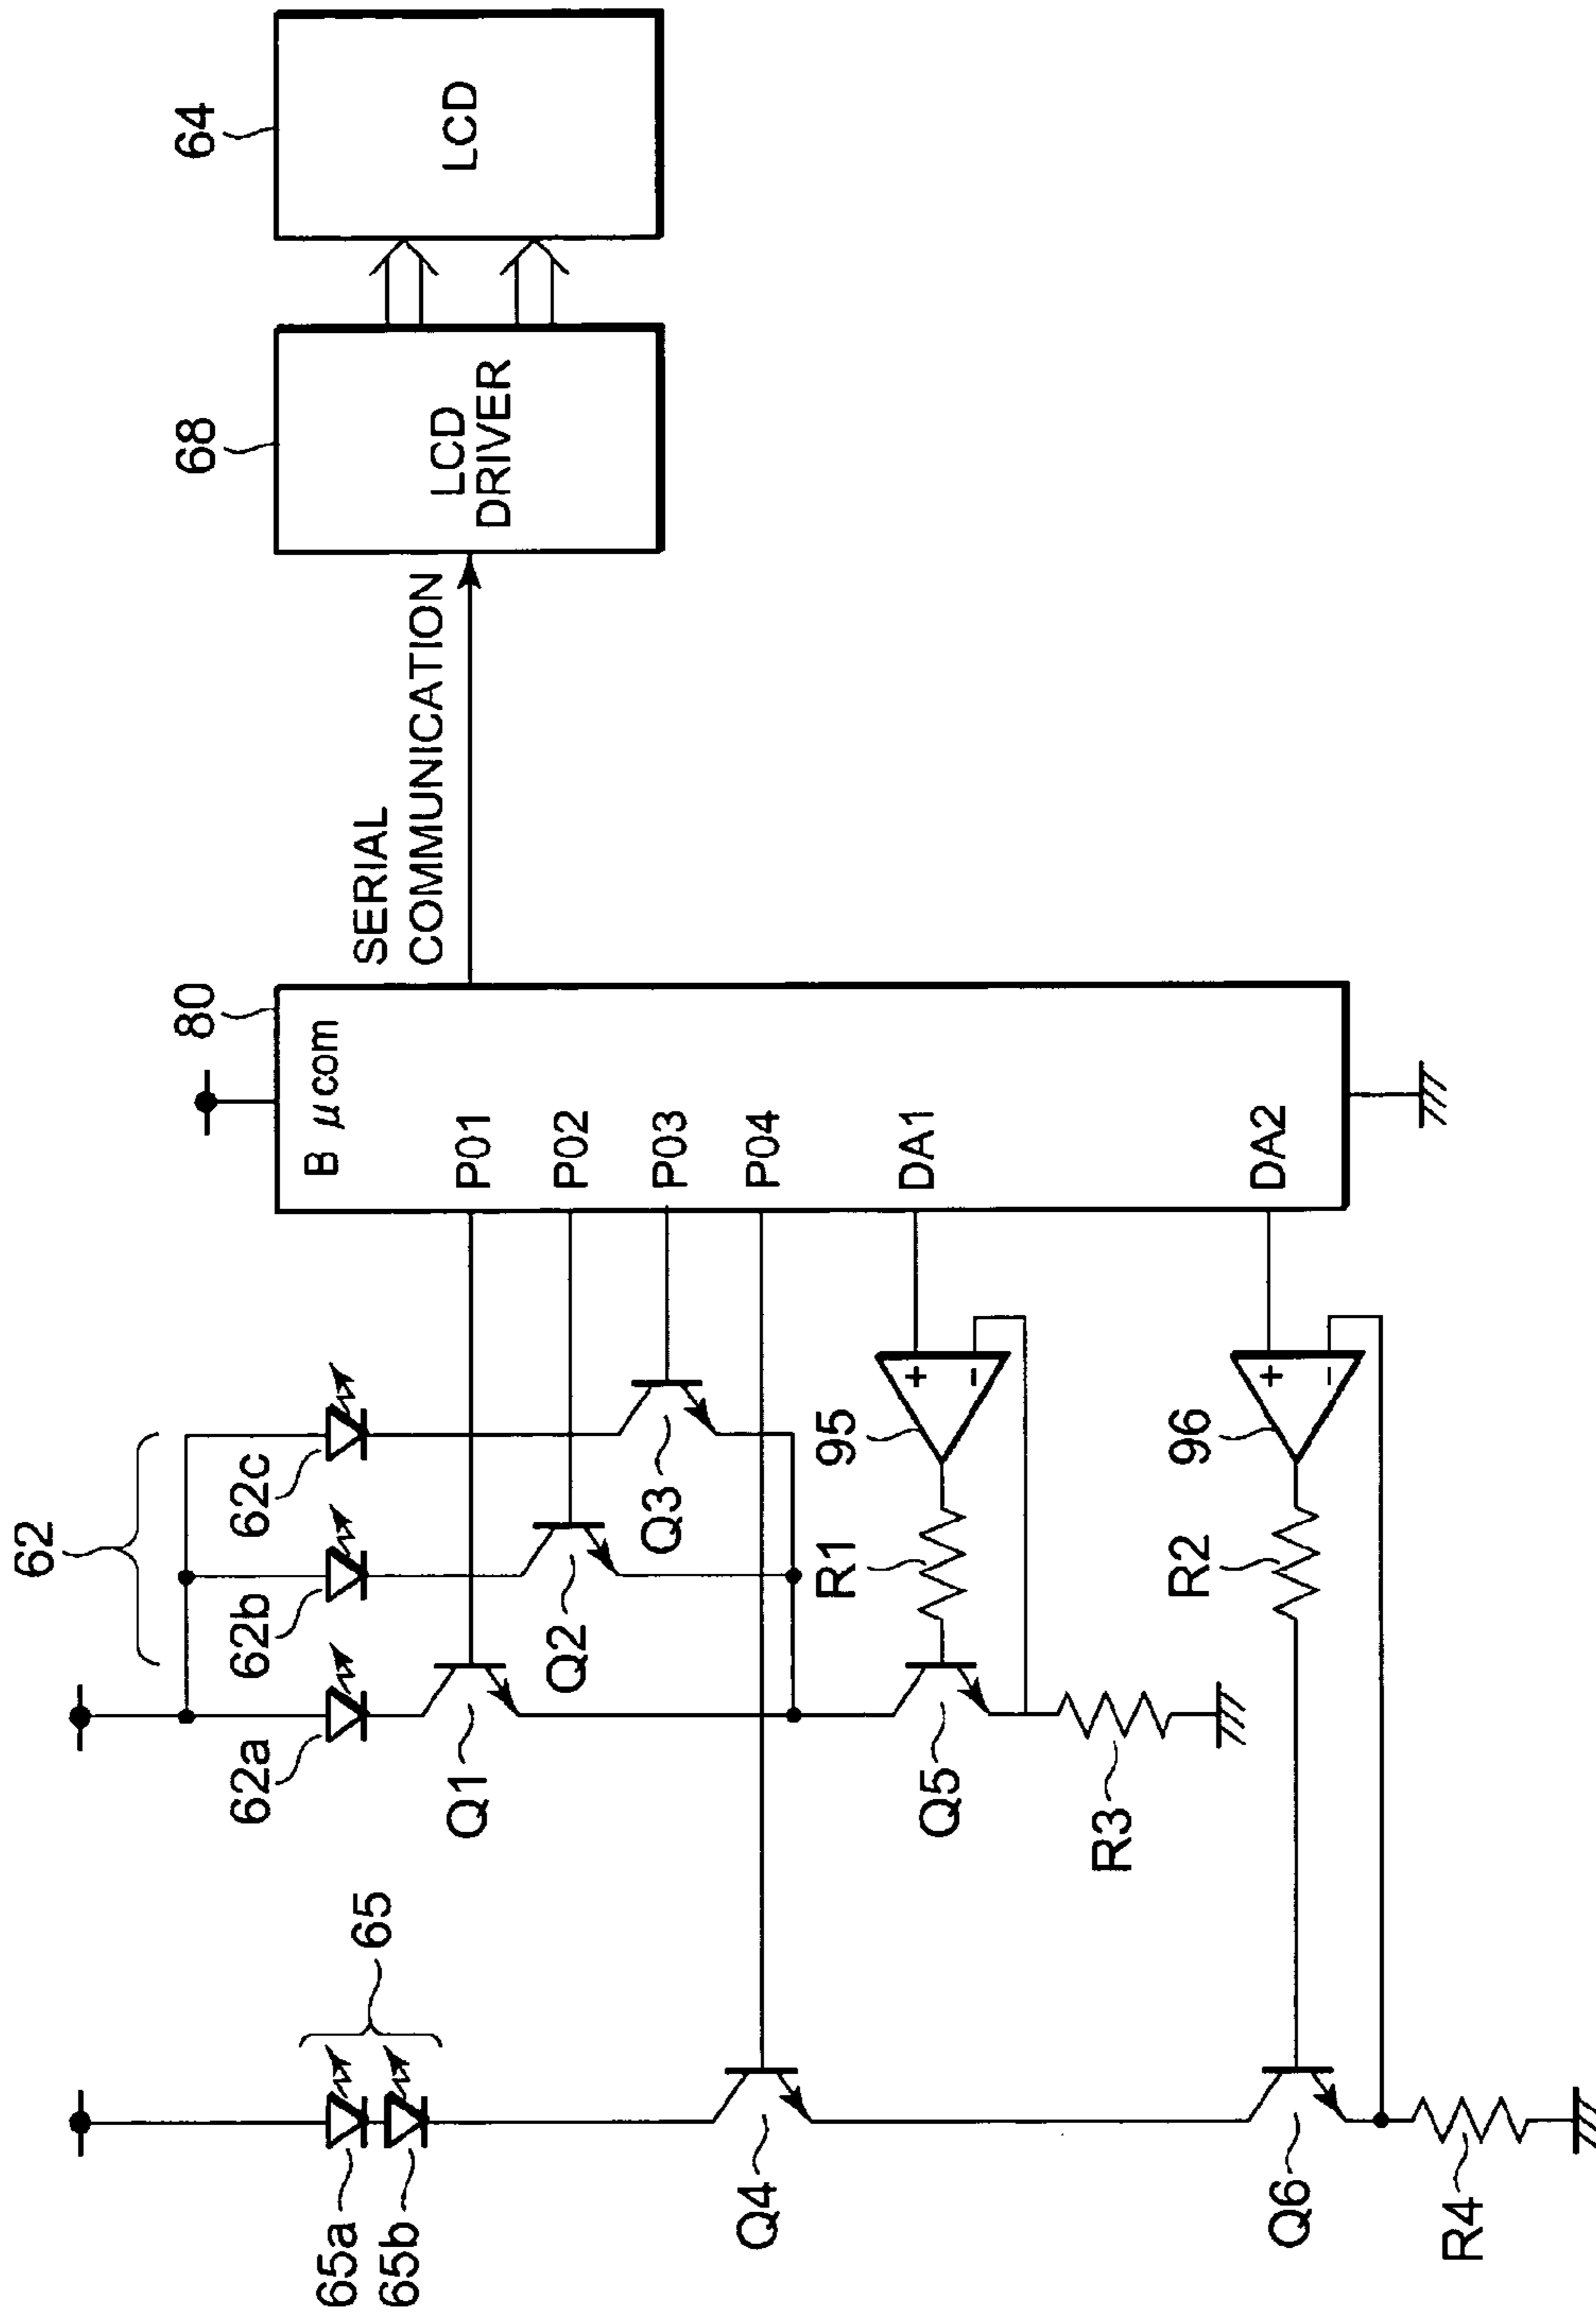 62
64
68
80
62a
62b
62c
65
65a
65b
LCD
LCD
DRIVER
SERIAL
COMMUNICATION
B μcom
P01
P02
P03
P04
DA1
DA2
Q1
Q2
Q3
Q4
Q5
Q6
R1
R2
R3
R4
95
96
+
-
+
-